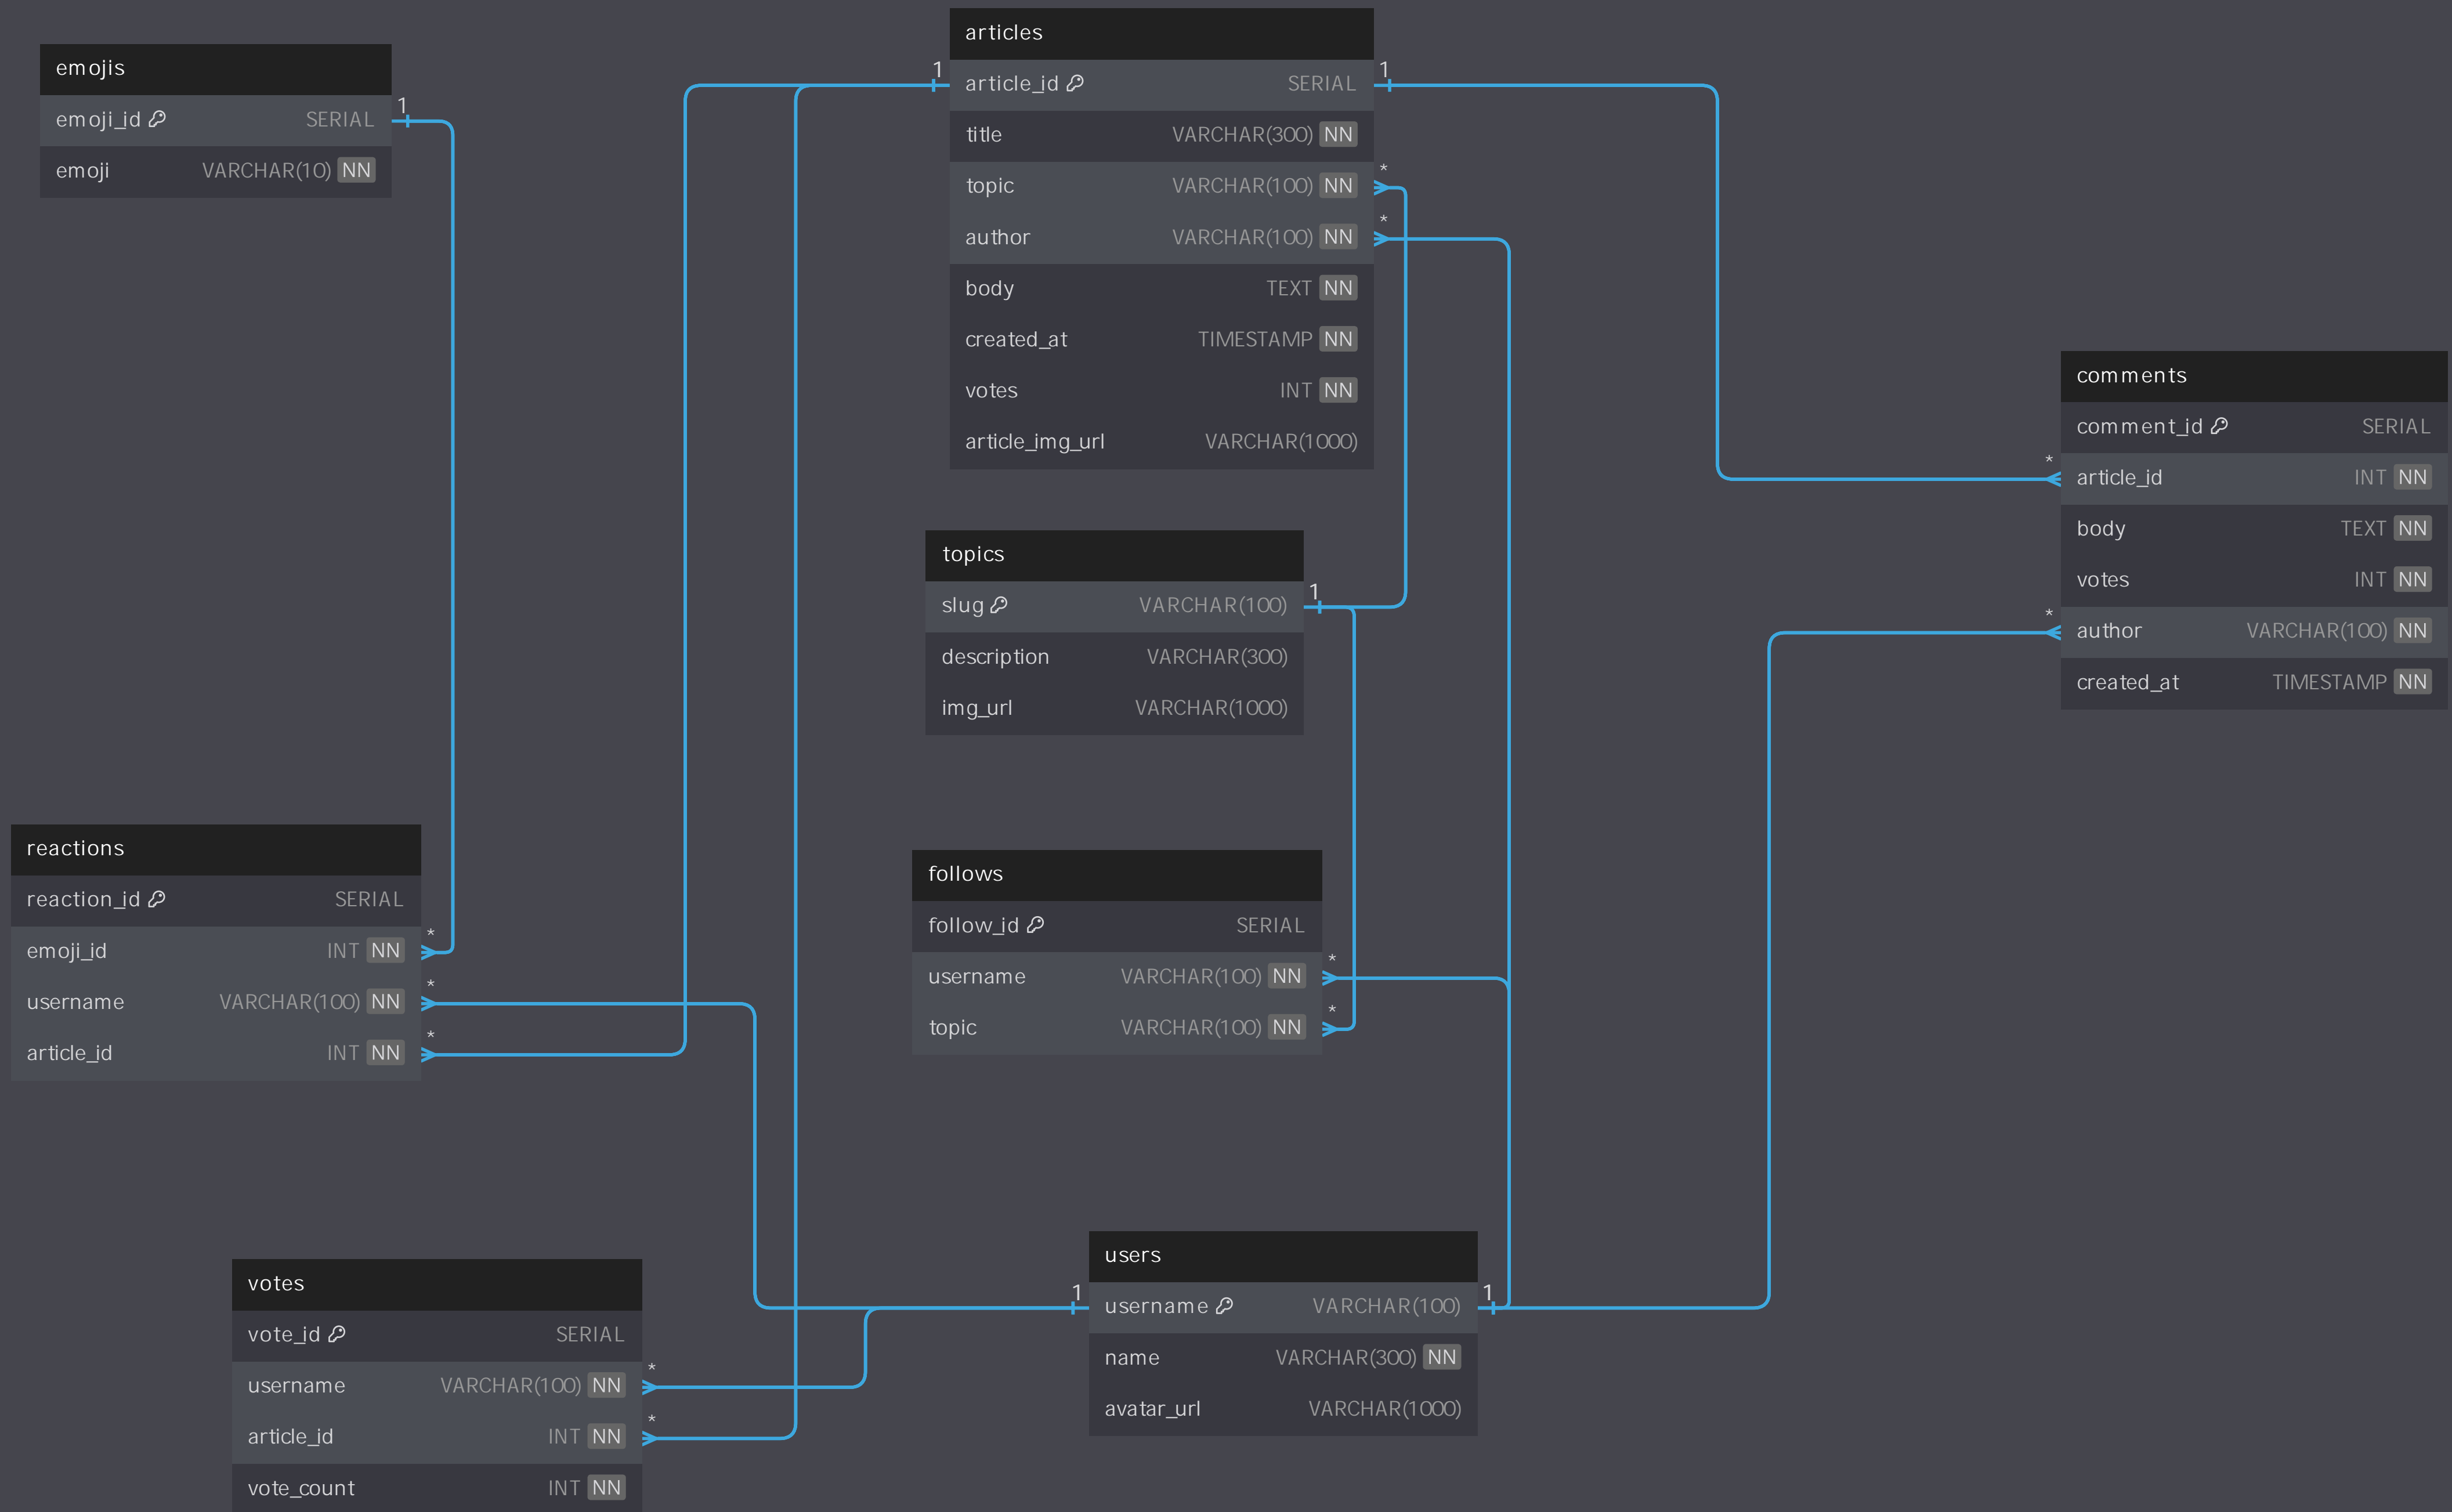 emojis
emoji_id SERIAL
emoji VARCHAR(10) NN
1
articles
article_id SERIAL
title VARCHAR(300) NN
topic VARCHAR(100) NN
author VARCHAR(100) NN
body TEXT NN
created_at TIMESTAMP NN
votes INT NN
article_img_url VARCHAR(1000)
1
1
*
*
comments
comment_id SERIAL
article_id INT NN
body TEXT NN
votes INT NN
author VARCHAR(100) NN
created_at TIMESTAMP NN
*
*
topics
slug VARCHAR(100)
description VARCHAR(300)
img_url VARCHAR(1000)
1
reactions
reaction_id SERIAL
emoji_id INT NN
username VARCHAR(100) NN
article_id INT NN
*
*
*
follows
follow_id SERIAL
username VARCHAR(100) NN
topic VARCHAR(100) NN
*
*
votes
vote_id SERIAL
username VARCHAR(100) NN
article_id INT NN
vote_count INT NN
*
*
users
username VARCHAR(100)
name VARCHAR(300) NN
avatar_url VARCHAR(1000)
1
1